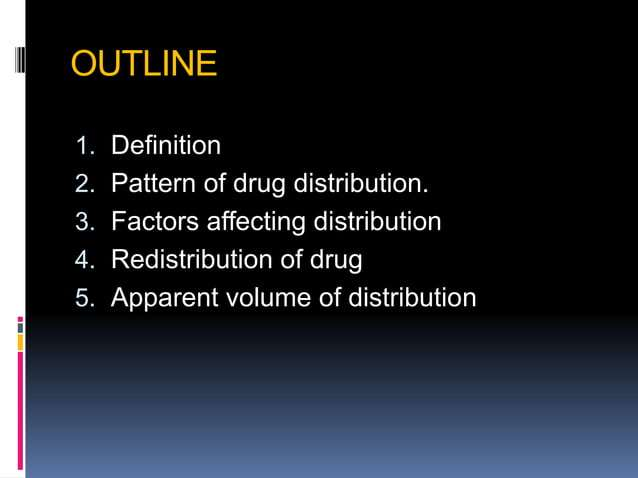 OUTLINE
1. Definition
2. Pattern of drug distribution.
3. Factors affecting distribution
4. Redistribution of drug
5. Apparent volume of distribution